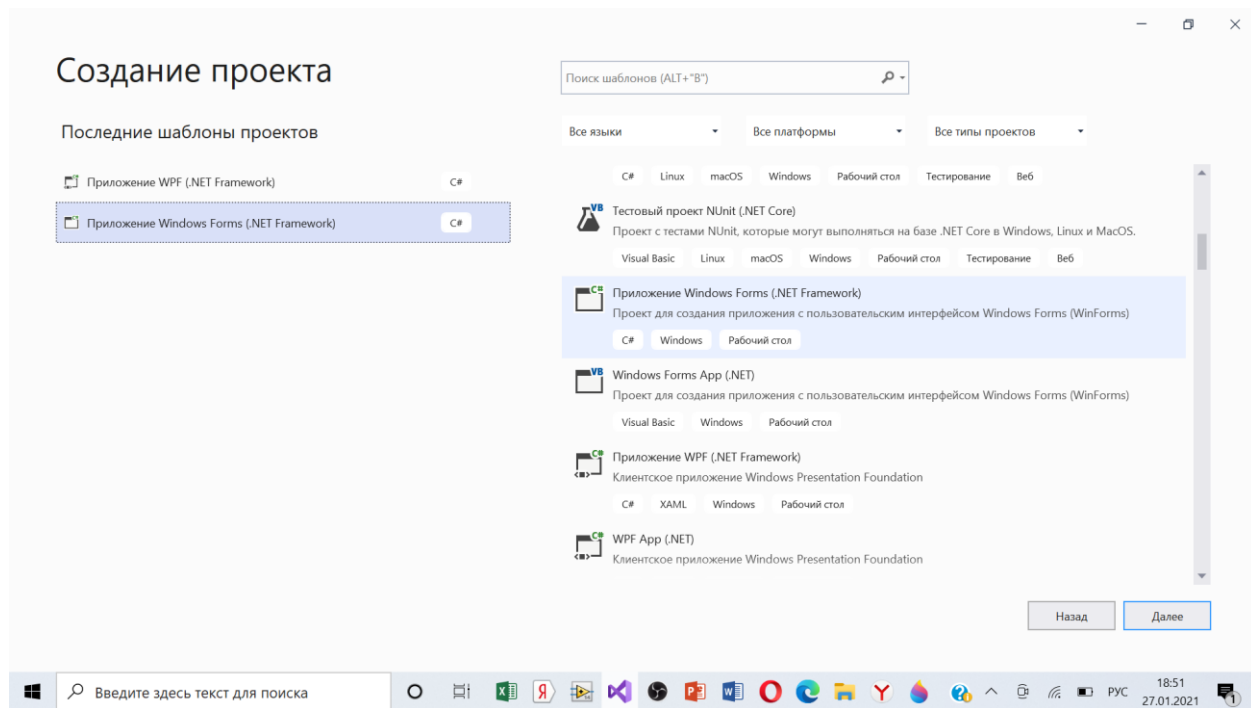 Создание проекта
Последние шаблоны проектов
Приложение WPF (.NET Framework) C#
Приложение Windows Forms (.NET Framework) C#
Поиск шаблонов (ALT+"B")
Все языки Все платформы Все типы проектов
C# Linux macOS Windows Рабочий стол Тестирование Веб
VB Тестовый проект NUnit (.NET Core)
Проект с тестами NUnit, которые могут выполняться на базе .NET Core в Windows, Linux и MacOS.
Visual Basic Linux macOS Windows Рабочий стол Тестирование Веб
C# Приложение Windows Forms (.NET Framework)
Проект для создания приложения с пользовательским интерфейсом Windows Forms (WinForms)
C# Windows Рабочий стол
VB Windows Forms App (.NET)
Проект для создания приложения с пользовательским интерфейсом Windows Forms (WinForms)
Visual Basic Windows Рабочий стол
C# Приложение WPF (.NET Framework)
Клиентское приложение Windows Presentation Foundation
C# XAML Windows Рабочий стол
C# WPF App (.NET)
Клиентское приложение Windows Presentation Foundation
Назад Далее
Введите здесь текст для поиска
РУС
18:51
27.01.2021
1